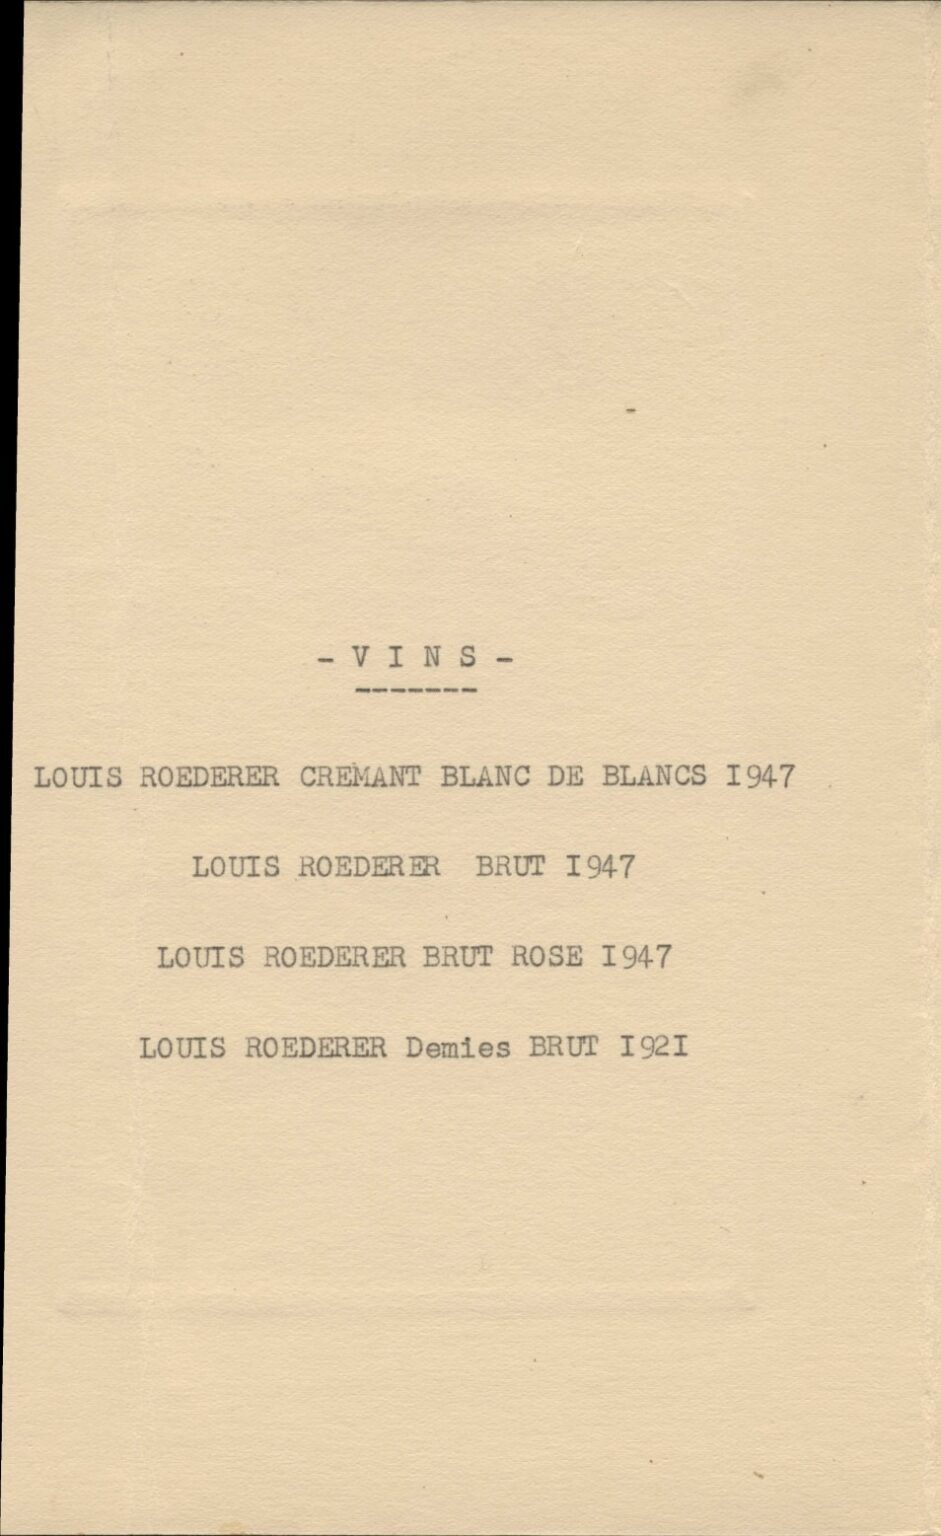 - V I N S -
-------
LOUIS ROEDERER CREMANT BLANC DE BLANCS I947
LOUIS ROEDERER BRUT I947
LOUIS ROEDERER BRUT ROSE I947
LOUIS ROEDERER Demies BRUT I92I